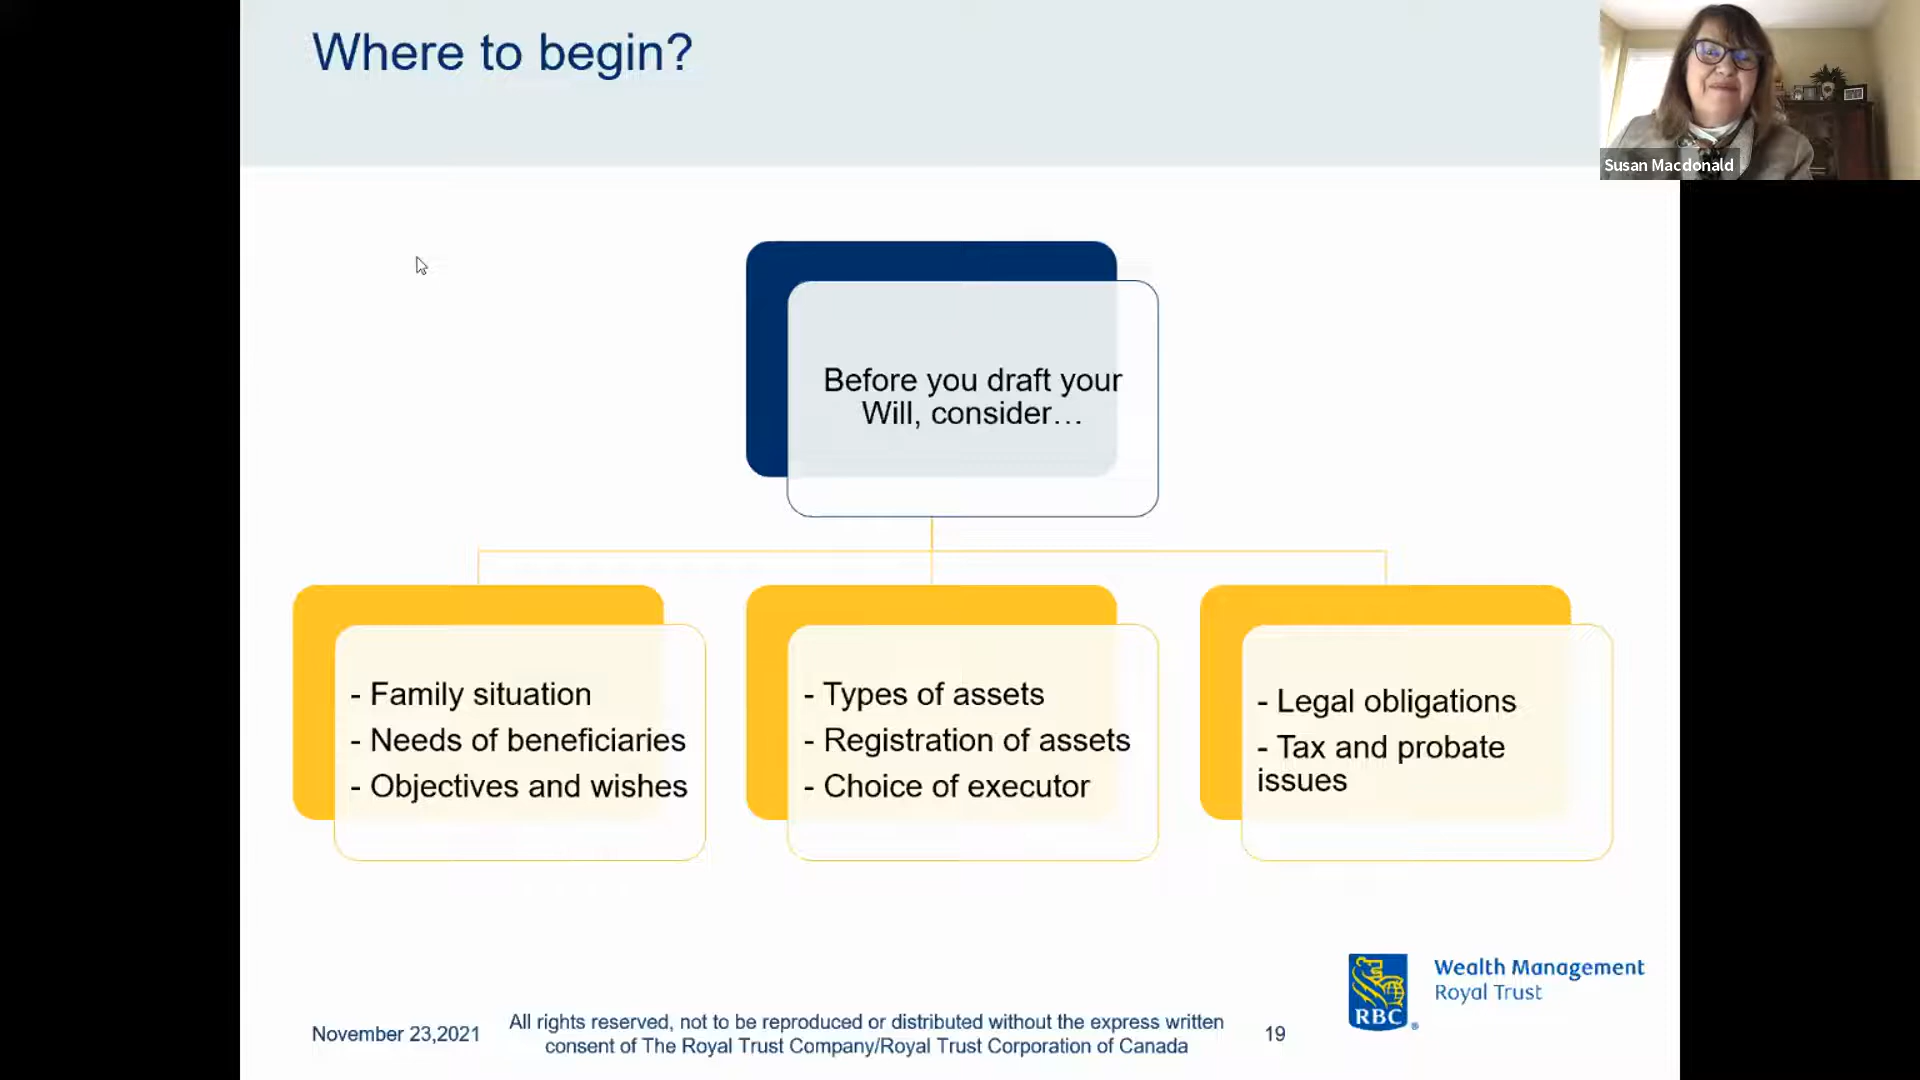 Where to begin?
Susan Macdonald
Before you draft your
Will, consider…
- Family situation
- Needs of beneficiaries
- Objectives and wishes
- Types of assets
- Registration of assets
- Choice of executor
- Legal obligations
- Tax and probate
issues
November 23,2021
All rights reserved, not to be reproduced or distributed without the express written
consent of The Royal Trust Company/Royal Trust Corporation of Canada
19
RBC®
Wealth Management
Royal Trust